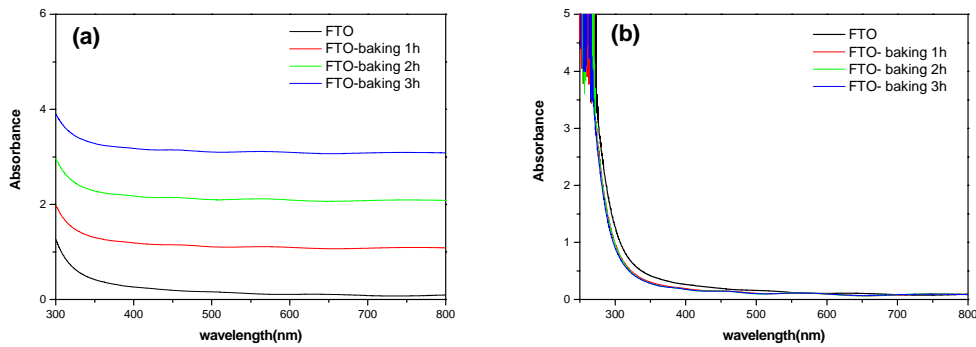 (a)
FTO
FTO-baking 1h
FTO-baking 2h
FTO-baking 3h
6
4
2
0
Absorbance
300
400
500
600
700
800
wavelength(nm)
(b)
FTO
FTO- baking 1h
FTO- baking 2h
FTO- baking 3h
5
4
3
2
1
0
Absorbance
300
400
500
600
700
800
wavelength(nm)